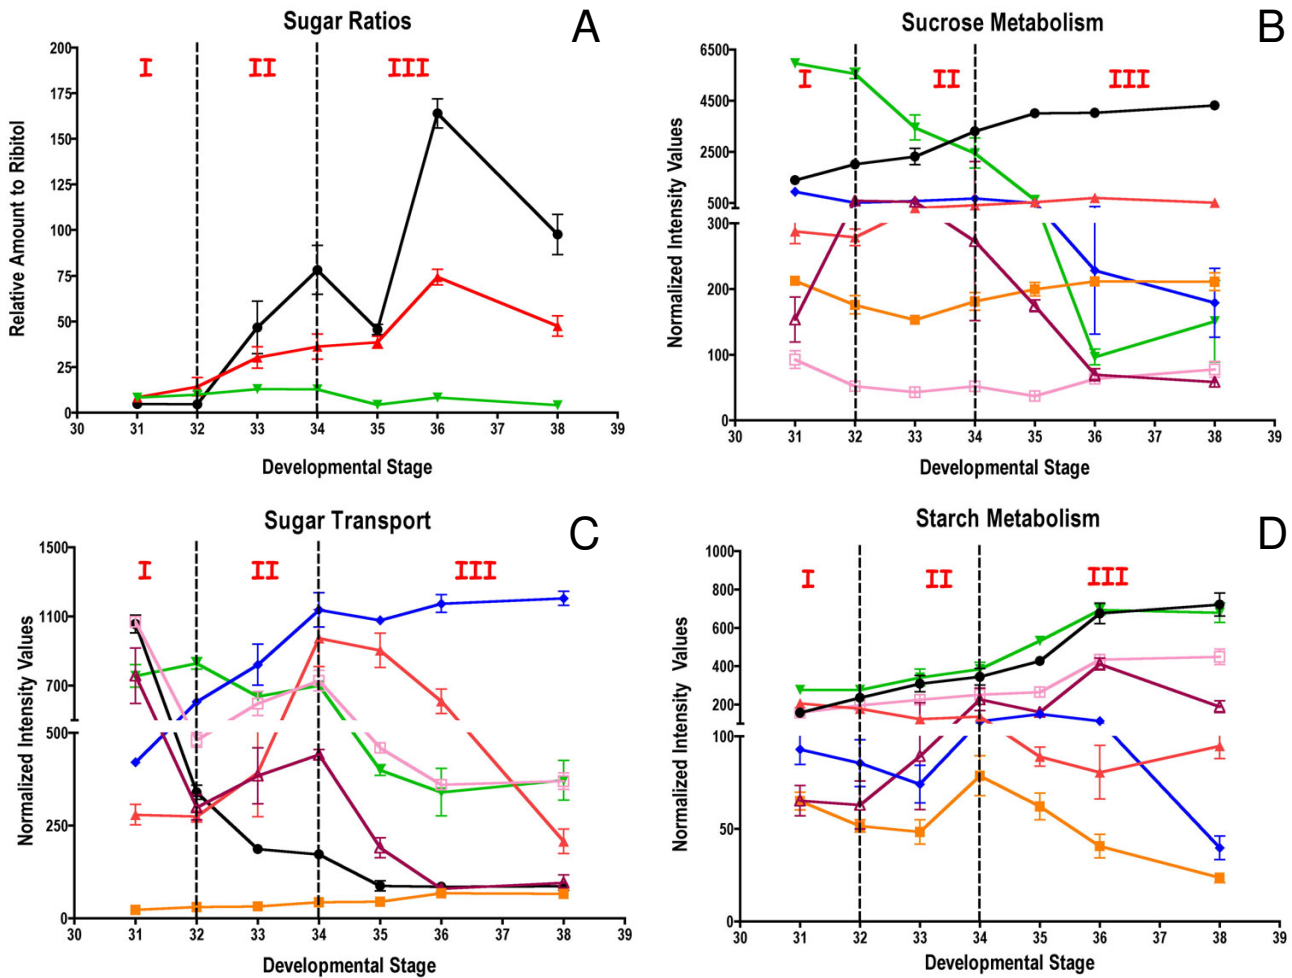 Sugar Ratios
A
Relative Amount to Ribitol
200
175
150
125
100
75
50
25
0
I
II
III
30 31 32 33 34 35 36 37 38 39
Developmental Stage
Sucrose Metabolism
B
Normalized Intensity Values
6500
4500
2500
500
300
200
100
0
I
II
III
30 31 32 33 34 35 36 37 38 39
Developmental Stage
Sugar Transport
C
Normalized Intensity Values
1500
1100
700
500
250
0
I
II
III
30 31 32 33 34 35 36 37 38 39
Developmental Stage
Starch Metabolism
D
Normalized Intensity Values
1000
800
600
400
200
100
50
0
I
II
III
30 31 32 33 34 35 36 37 38 39
Developmental Stage